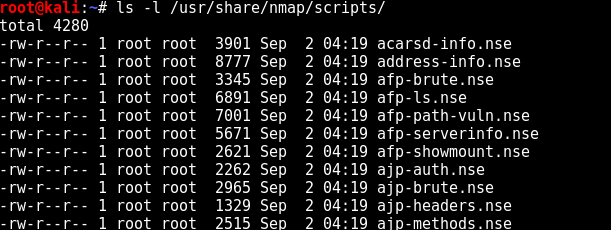 root@kali:~# ls -l /usr/share/nmap/scripts/
total 4280
-rw-r--r-- 1 root root  3901 Sep  2 04:19 acarsd-info.nse
-rw-r--r-- 1 root root  8777 Sep  2 04:19 address-info.nse
-rw-r--r-- 1 root root  3345 Sep  2 04:19 afp-brute.nse
-rw-r--r-- 1 root root  6891 Sep  2 04:19 afp-ls.nse
-rw-r--r-- 1 root root  7001 Sep  2 04:19 afp-path-vuln.nse
-rw-r--r-- 1 root root  5671 Sep  2 04:19 afp-serverinfo.nse
-rw-r--r-- 1 root root  2621 Sep  2 04:19 afp-showmount.nse
-rw-r--r-- 1 root root  2262 Sep  2 04:19 ajp-auth.nse
-rw-r--r-- 1 root root  2965 Sep  2 04:19 ajp-brute.nse
-rw-r--r-- 1 root root  1329 Sep  2 04:19 ajp-headers.nse
-rw-r--r-- 1 root root  2515 Sep  2 04:19 ajp-methods.nse